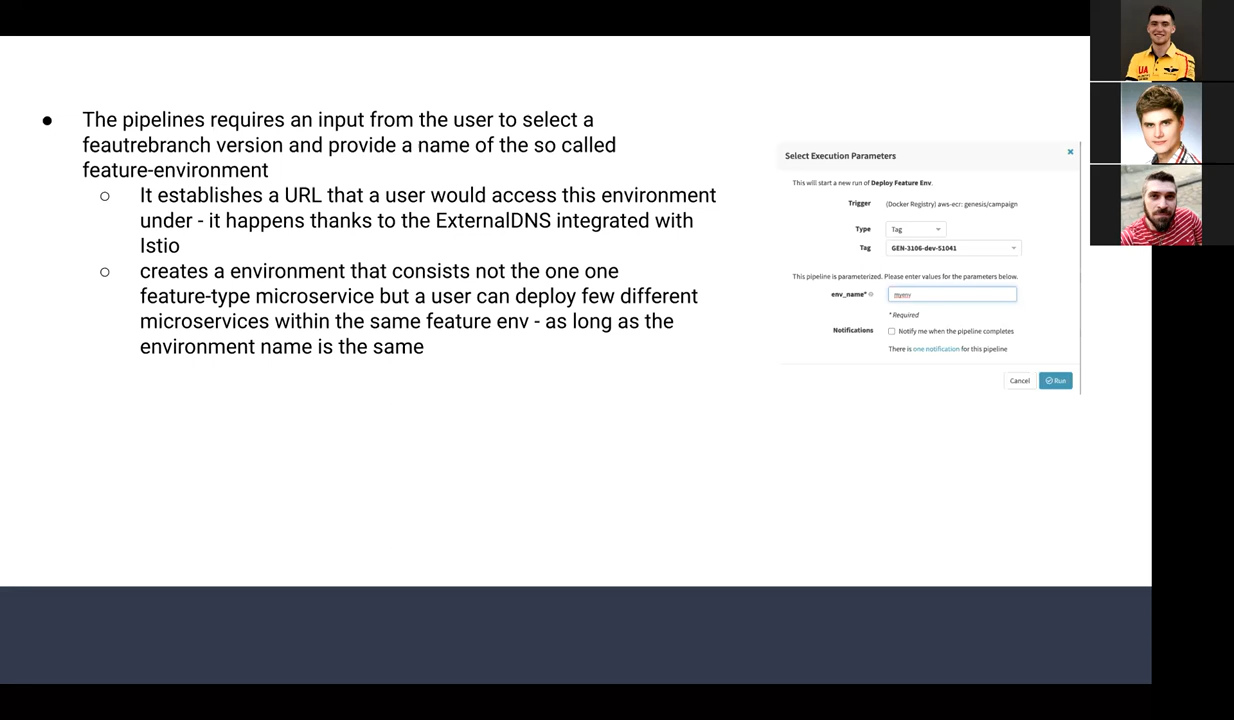 The pipelines requires an input from the user to select a
feautrebranch version and provide a name of the so called
feature-environment
It establishes a URL that a user would access this environment
under - it happens thanks to the ExternalDNS integrated with
Istio
creates a environment that consists not the one one
feature-type microservice but a user can deploy few different
microservices within the same feature env - as long as the
environment name is the same
Select Execution Parameters
This will start a new run of Deploy Feature Env.
Trigger (Docker Registry) aws-ecr: genesis/campaign
Type Tag
Tag GEN-3106-dev-51041
This pipeline is parameterized. Please enter values for the parameters below.
env_name* myenv
* Required
Notifications Notify me when the pipeline completes
There is one notification for this pipeline
Cancel Run
UA